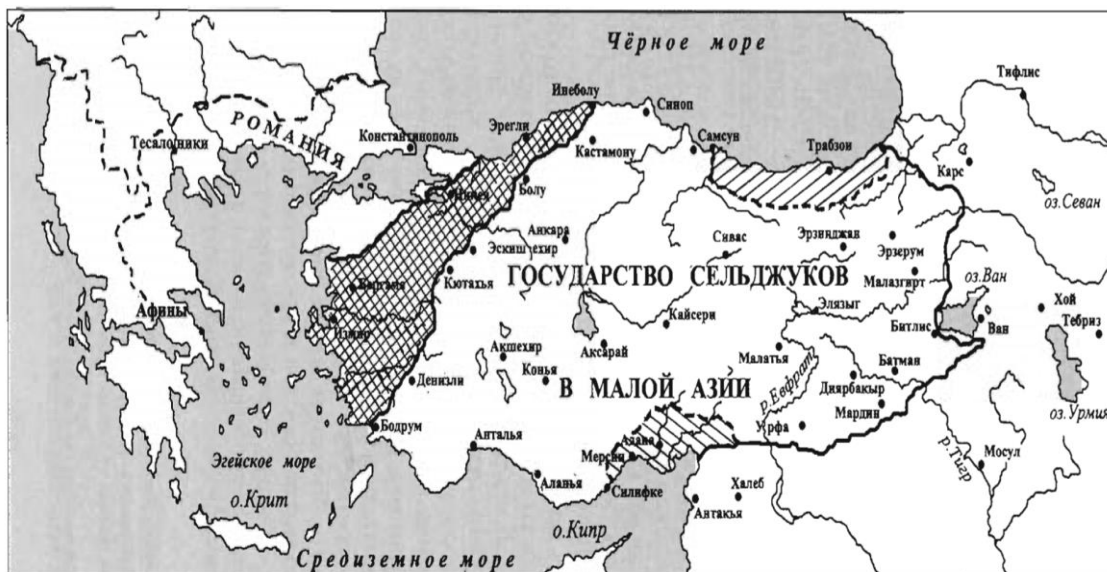 Чёрное море
Тифлис
Инеболу
Синоп
РОМАНИЯ
Константинополь
Эрегли
Тесалоники
Кастамону
Самсун
Трабзон
Карс
оз.Севан
Никея
Болу
Анкара
Эскишехир
Сивас
Эрзинджан
Эрзерум
ГОСУДАРСТВО СЕЛЬДЖУКОВ
Кютахья
Малазгирт
оз.Ван
Бергама
Афины
Измир
Кайсери
Элязыг
Хой
Битлис
Ван
Тебриз
Акшехир
Аксарай
Малатья
Батман
Денизли
Конья
В МАЛОЙ АЗИИ
р.Евфрат
Диярбакыр
Мардин
оз.Урмия
Бодрум
Урфа
Анталья
Адана
Мерсин
р.Тигр
Мосул
Эгейское море
Аланья
Силифке
Халеб
о.Крит
Антакья
о.Кипр
Средиземное море